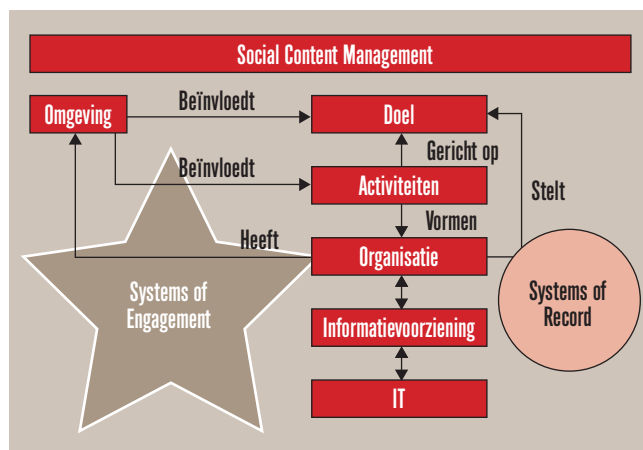 Social Content Management
Omgeving
Beïnvloedt
Doel
Gericht op
Beïnvloedt
Activiteiten
Stelt
Vormen
Heeft
Organisatie
Systems of
Engagement
Systems of
Record
Informatievoorziening
IT